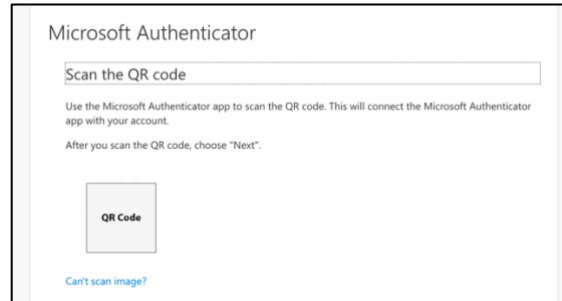 Microsoft Authenticator
Scan the QR code
Use the Microsoft Authenticator app to scan the QR code. This will connect the Microsoft Authenticator
app with your account.
After you scan the QR code, choose "Next".
QR Code
Can't scan image?